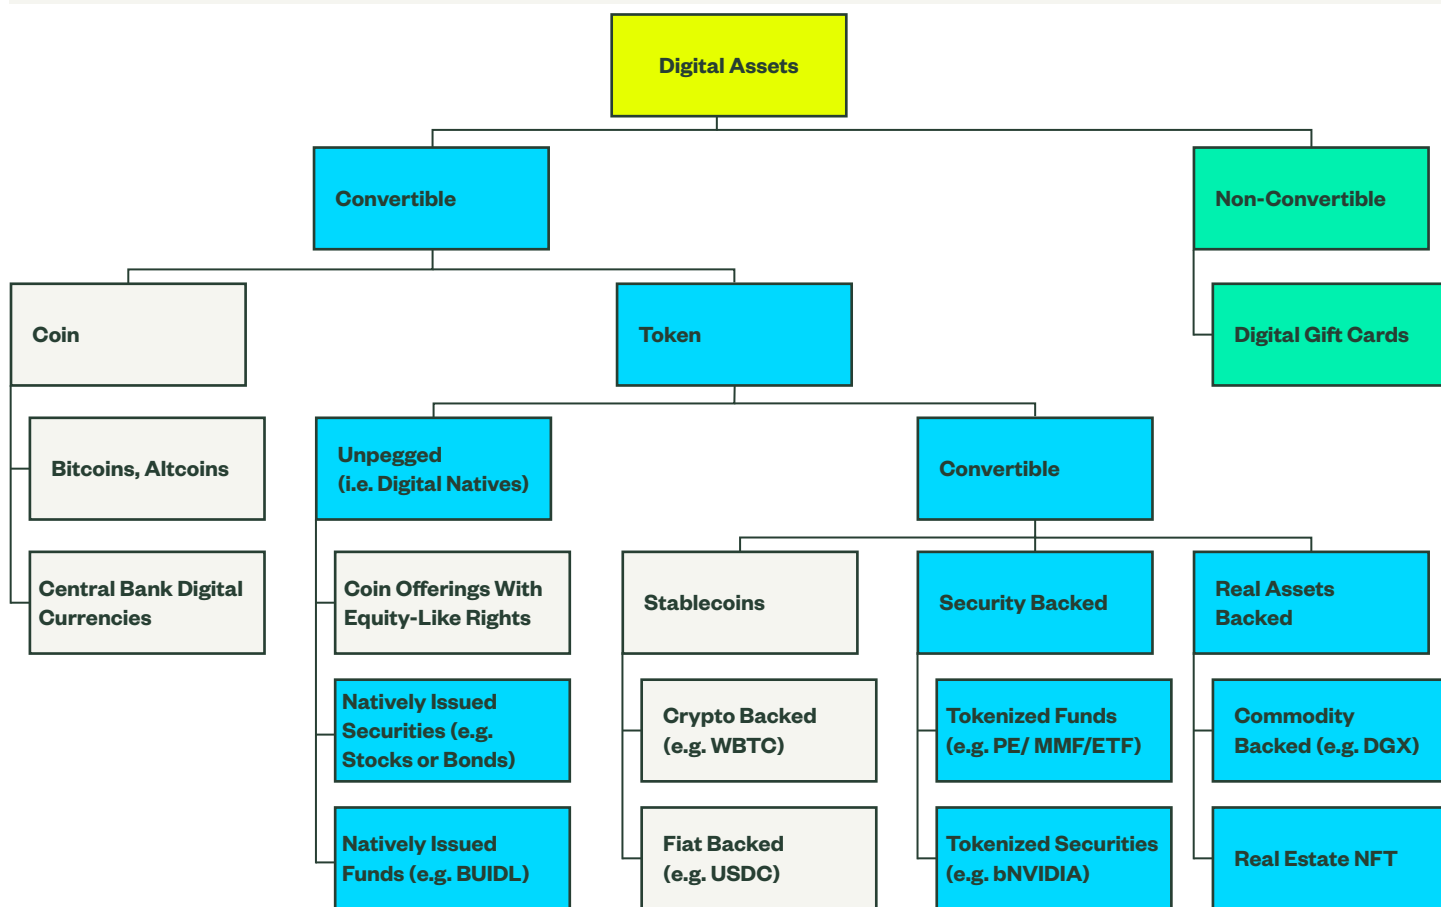 Digital Assets
Convertible
Non-Convertible
Coin
Token
Digital Gift Cards
Bitcoins, Altcoins
Unpegged
(i.e. Digital Natives)
Convertible
Central Bank Digital
Currencies
Coin Offerings With
Equity-Like Rights
Stablecoins
Security Backed
Real Assets
Backed
Natively Issued
Securities (e.g.
Stocks or Bonds)
Crypto Backed
(e.g. WBTC)
Tokenized Funds
(e.g. PE/ MMF/ETF)
Commodity
Backed (e.g. DGX)
Natively Issued
Funds (e.g. BUIDL)
Fiat Backed
(e.g. USDC)
Tokenized Securities
(e.g. bNVIDIA)
Real Estate NFT